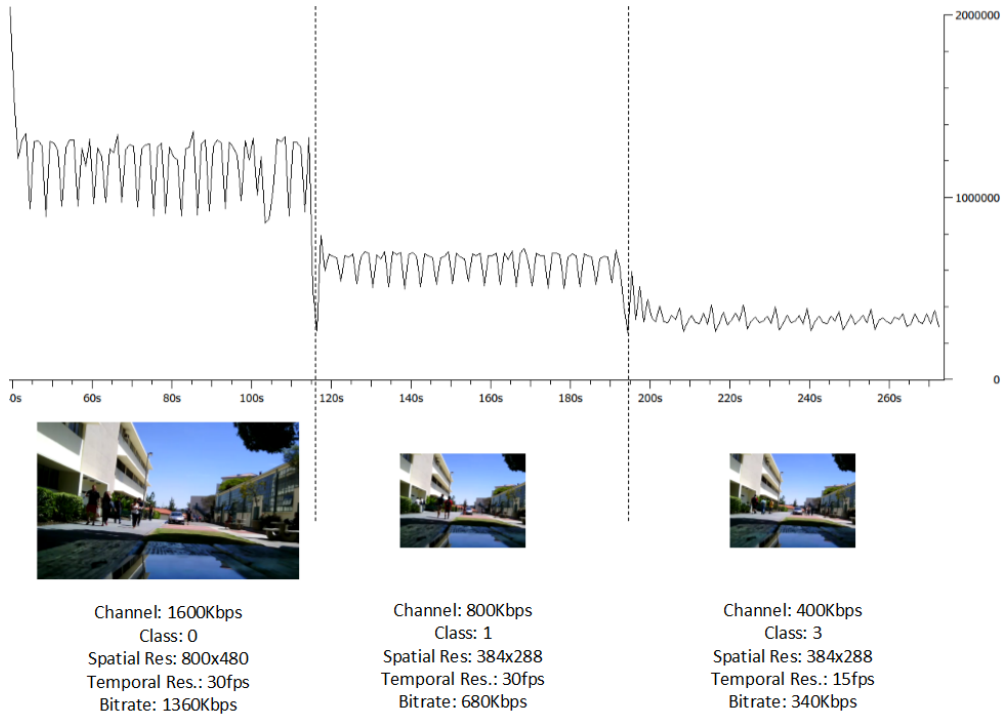 2000000
1000000
0
0s 60s 80s 100s 120s 140s 160s 180s 200s 220s 240s 260s
Channel: 1600Kbps
Class: 0
Spatial Res: 800x480
Temporal Res.: 30fps
Bitrate: 1360Kbps
Channel: 800Kbps
Class: 1
Spatial Res: 384x288
Temporal Res.: 30fps
Bitrate: 680Kbps
Channel: 400Kbps
Class: 3
Spatial Res: 384x288
Temporal Res.: 15fps
Bitrate: 340Kbps